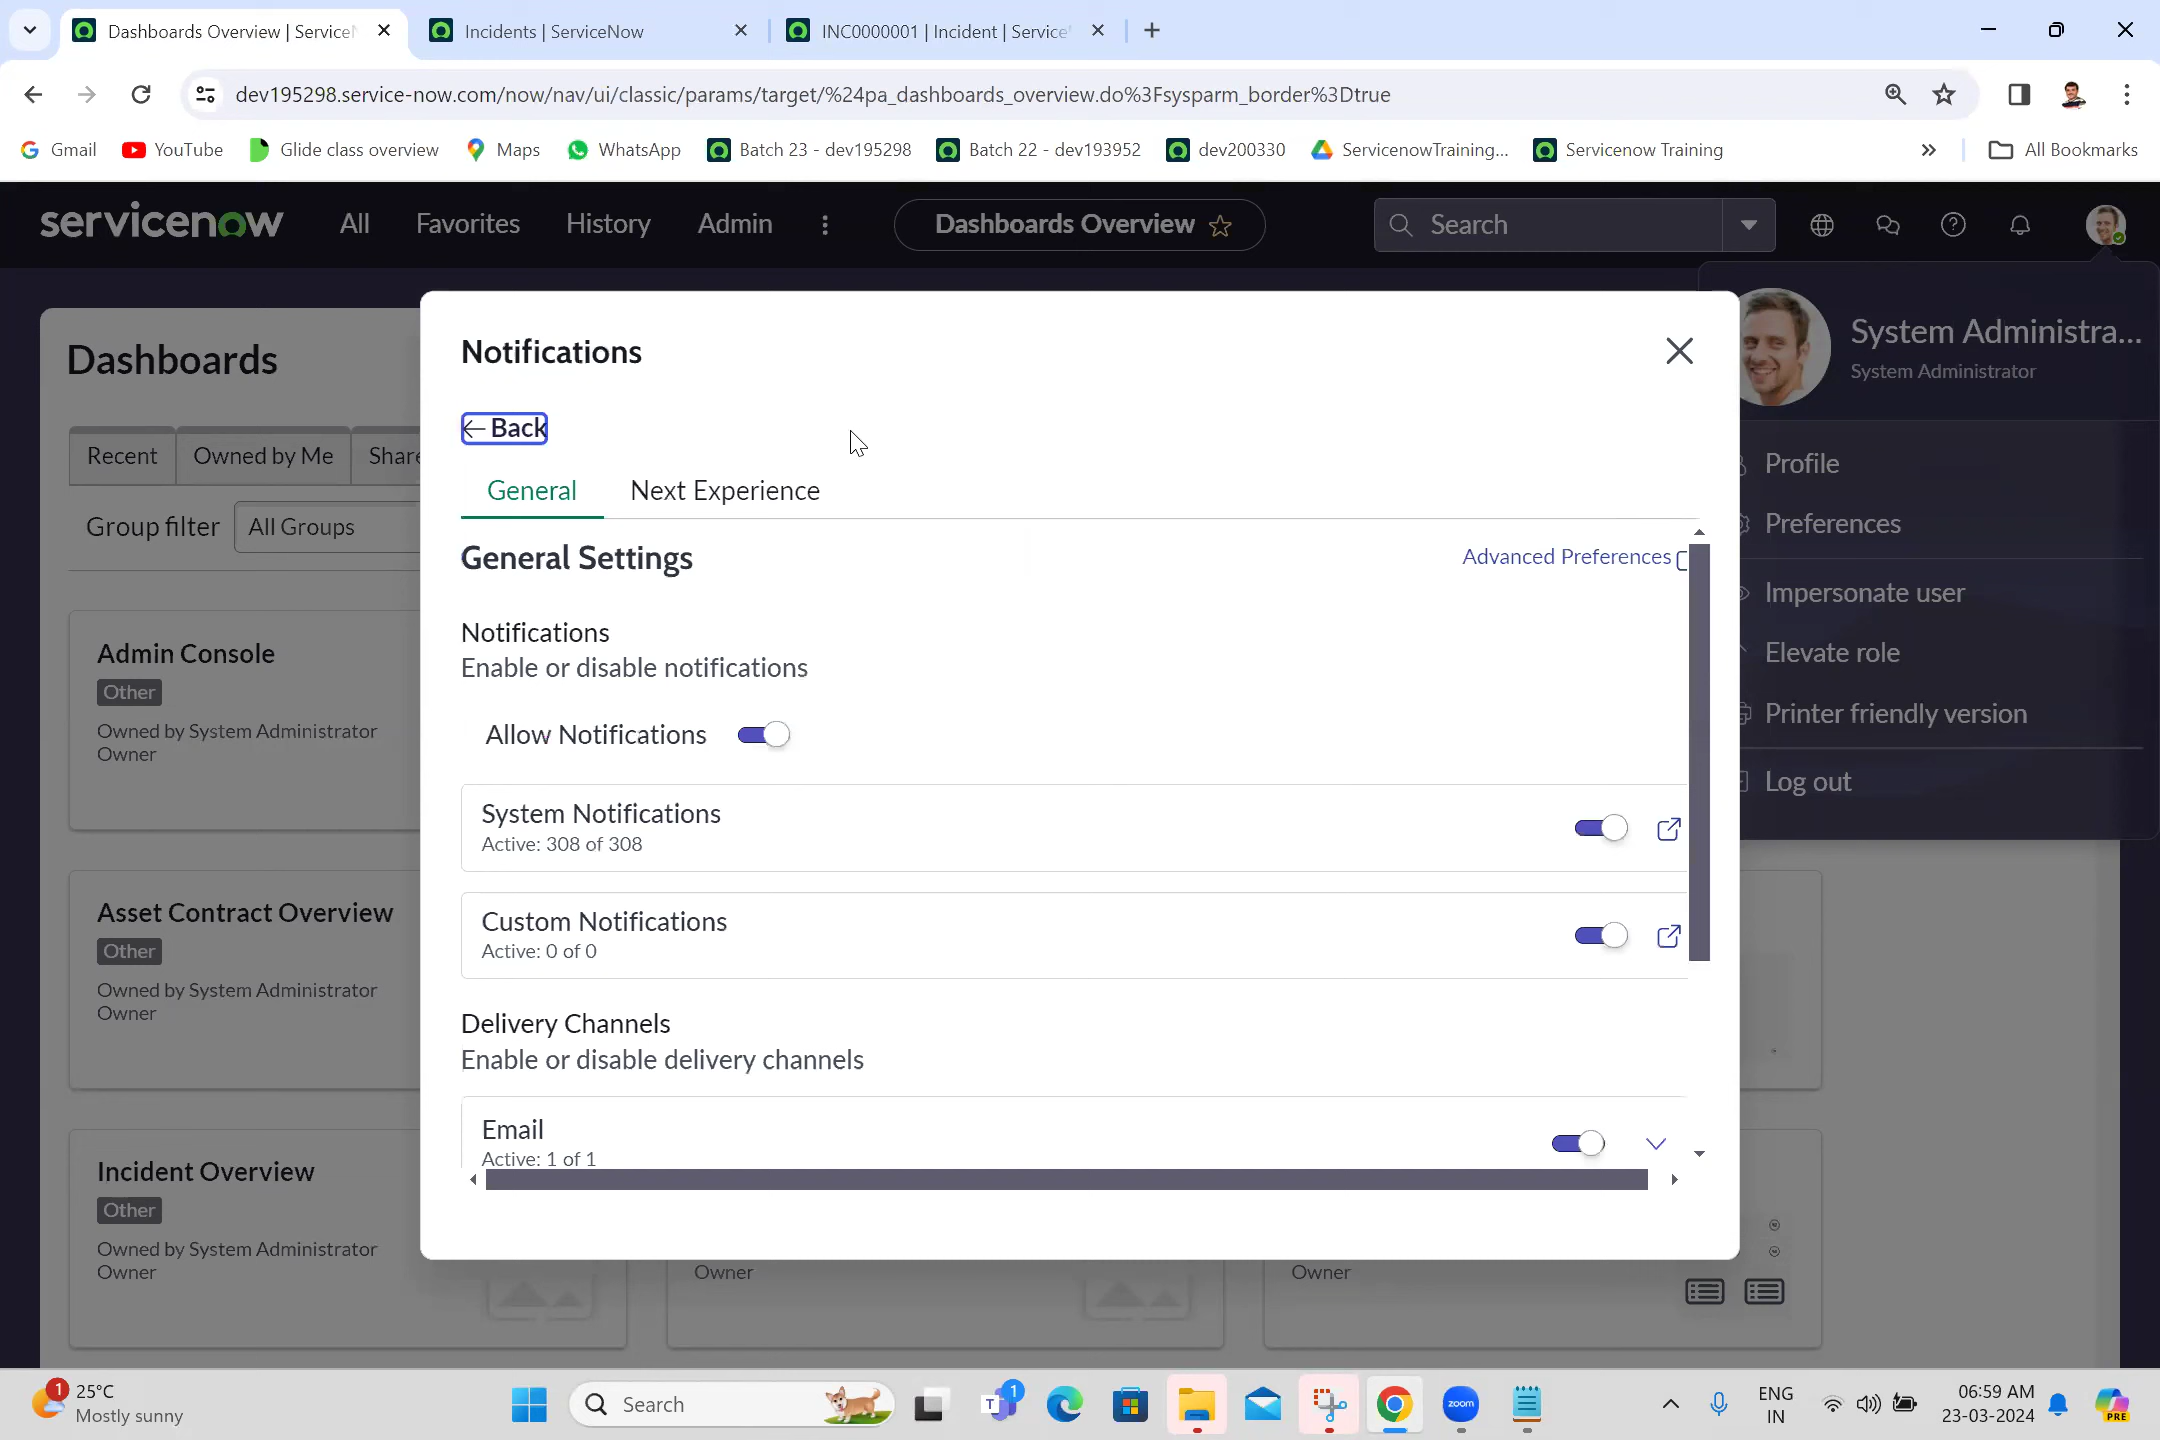 Dashboards Overview | Service
Incidents | ServiceNow
INC0000001 | Incident | Service
dev195298.service-now.com/now/nav/ui/classic/params/target/%24pa_dashboards_overview.do%3Fsysparm_border%3Dtrue
Gmail
YouTube
Glide class overview
Maps
WhatsApp
Batch 23 - dev195298
Batch 22 - dev193952
dev200330
ServicenowTraining...
Servicenow Training
All Bookmarks
servicenow
All
Favorites
History
Admin
Dashboards Overview
Search
System Administra...
System Administrator
Profile
Preferences
Impersonate user
Elevate role
Printer friendly version
Log out
Dashboards
Recent
Owned by Me
Share
Group filter
All Groups
Admin Console
Other
Owned by System Administrator
Owner
Asset Contract Overview
Other
Owned by System Administrator
Owner
Incident Overview
Other
Owned by System Administrator
Owner
Owner
Owner
Notifications
Back
General
Next Experience
General Settings
Advanced Preferences
Notifications
Enable or disable notifications
Allow Notifications
System Notifications
Active: 308 of 308
Custom Notifications
Active: 0 of 0
Delivery Channels
Enable or disable delivery channels
Email
Active: 1 of 1
1
25°C
Mostly sunny
Search
T
1
zoom
ENG
IN
06:59 AM
23-03-2024
PRE